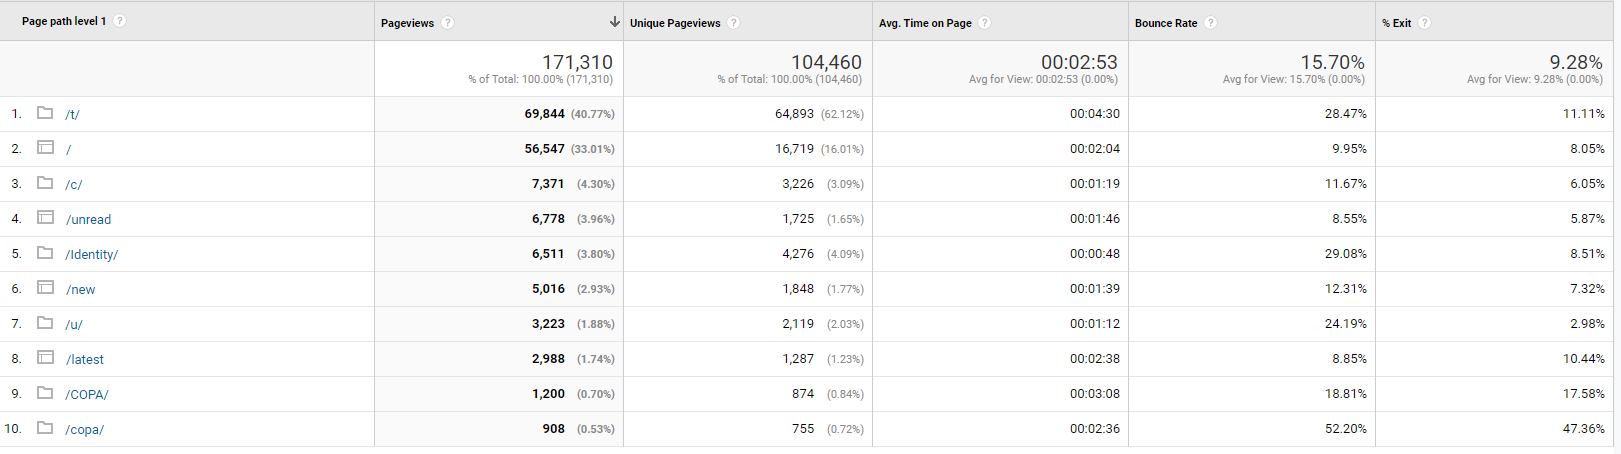 Page path level 1 ? Pageviews ? Unique Pageviews ? Avg. Time on Page ? Bounce Rate ? % Exit ?
171,310 104,460 00:02:53 15.70% 9.28%
% of Total: 100.00% (171,310) % of Total: 100.00% (104,460) Avg for View: 00:02:53 (0.00%) Avg for View: 15.70% (0.00%) Avg for View: 9.28% (0.00%)
1. /t/ 69,844 (40.77%) 64,893 (62.12%) 00:04:30 28.47% 11.11%
2. / 56,547 (33.01%) 16,719 (16.01%) 00:02:04 9.95% 8.05%
3. /c/ 7,371 (4.30%) 3,226 (3.09%) 00:01:19 11.67% 6.05%
4. /unread 6,778 (3.96%) 1,725 (1.65%) 00:01:46 8.55% 5.87%
5. /Identity/ 6,511 (3.80%) 4,276 (4.09%) 00:00:48 29.08% 8.51%
6. /new 5,016 (2.93%) 1,848 (1.77%) 00:01:39 12.31% 7.32%
7. /u/ 3,223 (1.88%) 2,119 (2.03%) 00:01:12 24.19% 2.98%
8. /latest 2,988 (1.74%) 1,287 (1.23%) 00:02:38 8.85% 10.44%
9. /COPA/ 1,200 (0.70%) 874 (0.84%) 00:03:08 18.81% 17.58%
10. /copa/ 908 (0.53%) 755 (0.72%) 00:02:36 52.20% 47.36%